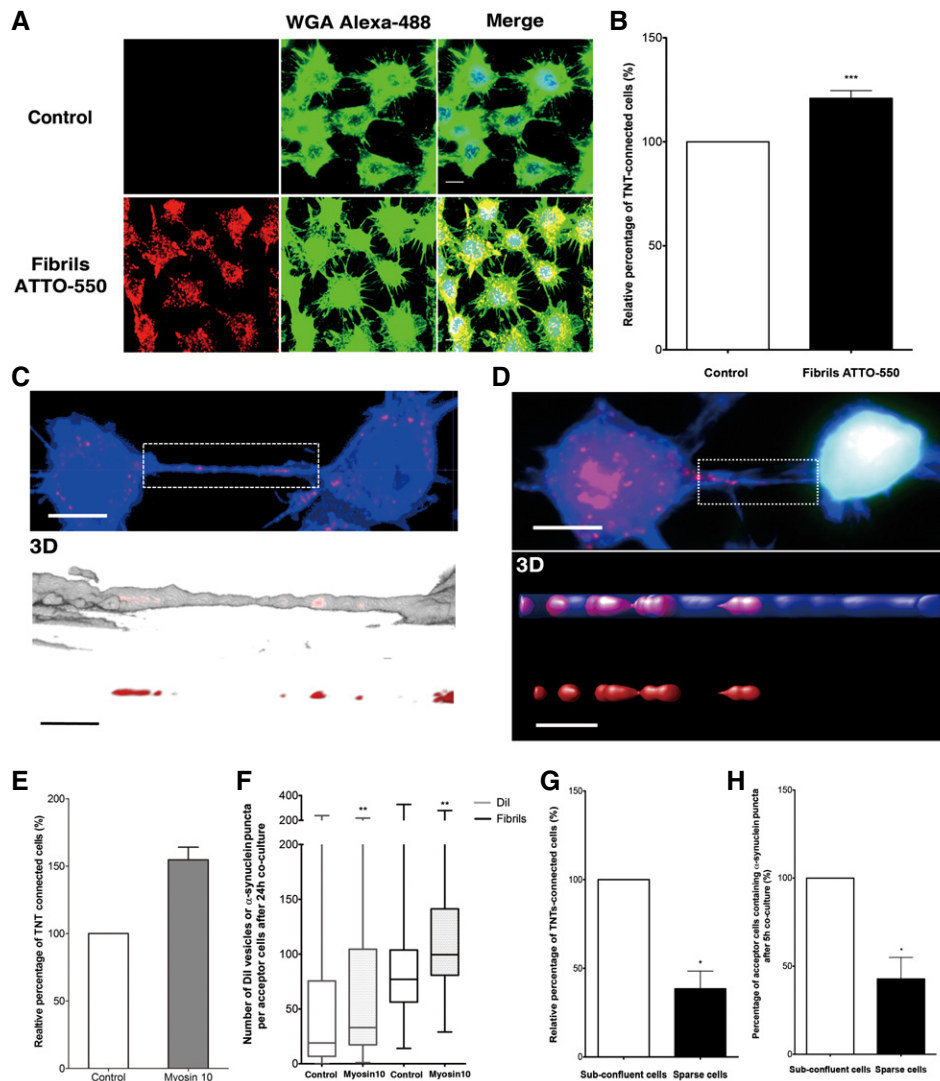 A
WGA Alexa-488
Merge
Control
Fibrils
ATTO-550
B
Relative percentage of TNT-connected cells (%)
150
100
50
0
***
Control
Fibrils ATTO-550
C
3D
D
3D
E
Realtive percentage of TNT connected cells (%)
200
150
100
50
0
Control
Myosin 10
F
Number of DiI vesicles or α-synuclein puncta
per acceptor cells after 24h co-culture
400
200
200
150
100
50
0
**
**
DiI
Fibrils
Control
Myosin10
Control
Myosin10
G
Relative percentage of TNTs-connected cells (%)
150
100
50
0
*
Sub-confluent cells
Sparse cells
H
Percentage of acceptor cells containing α-synuclein puncta
after 5h co-culture (%)
150
100
50
0
*
Sub-confluent cells
Sparse cells